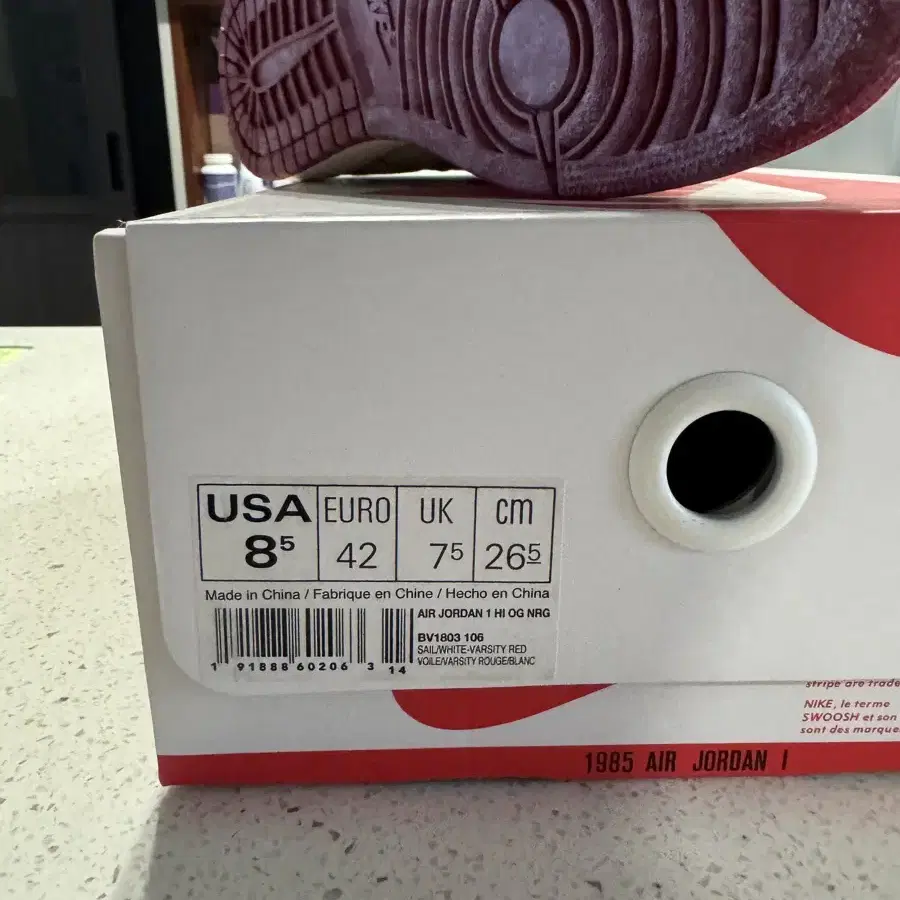 USA EURO UK cm
8⁵ 42 7⁵ 26⁵
Made in China / Fabrique en Chine / Hecho en China
AIR JORDAN 1 HI OG NRG
BV1803 106
SAIL/WHITE-VARSITY RED
VOILE/VARSITY ROUGE/BLANC
1 91888 60206 3 14
stripe are trade
NIKE, le terme
SWOOSH et son
sont des marque
1985 AIR JORDAN I